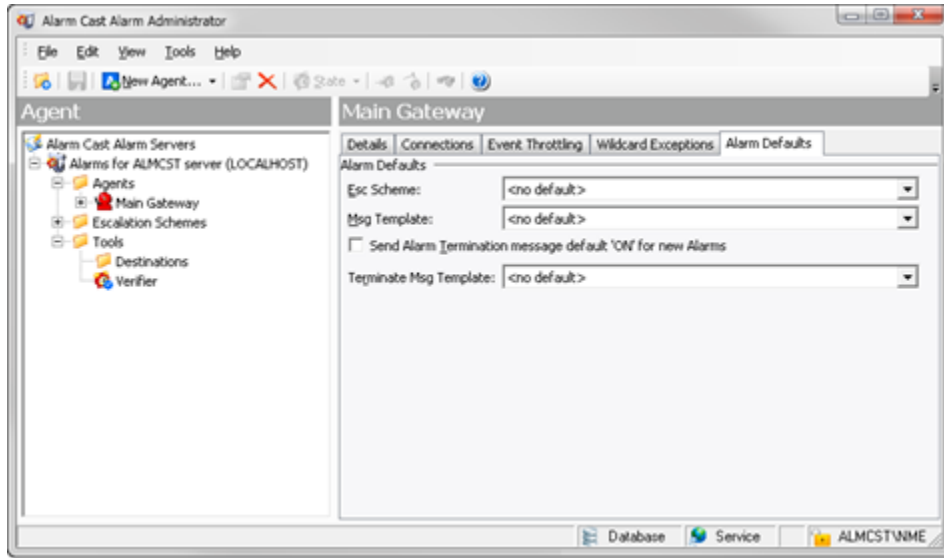 Alarm Cast Alarm Administrator
File Edit View Tools Help
New Agent... State
Agent
Main Gateway
Alarm Cast Alarm Servers
Alarms for ALMCST server (LOCALHOST)
Agents
Main Gateway
Escalation Schemes
Tools
Destinations
Verifier
Details Connections Event Throttling Wildcard Exceptions Alarm Defaults
Alarm Defaults
Esc Scheme: <no default>
Msg Template: <no default>
Send Alarm Termination message default 'ON' for new Alarms
Terminate Msg Template: <no default>
Database Service ALMCST\NME